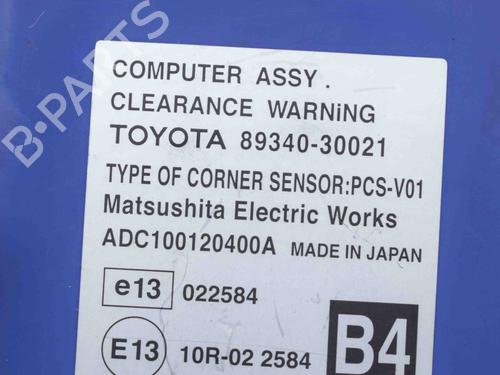 COMPUTER ASSY.
CLEARANCE WARNiNG
TOYOTA 89340-30021
TYPE OF CORNER SENSOR:PCS-V01
Matsushita Electric Works
ADC100120400A MADE IN JAPAN
e13 022584
E13 10R-02 2584
B4
B-PARTS